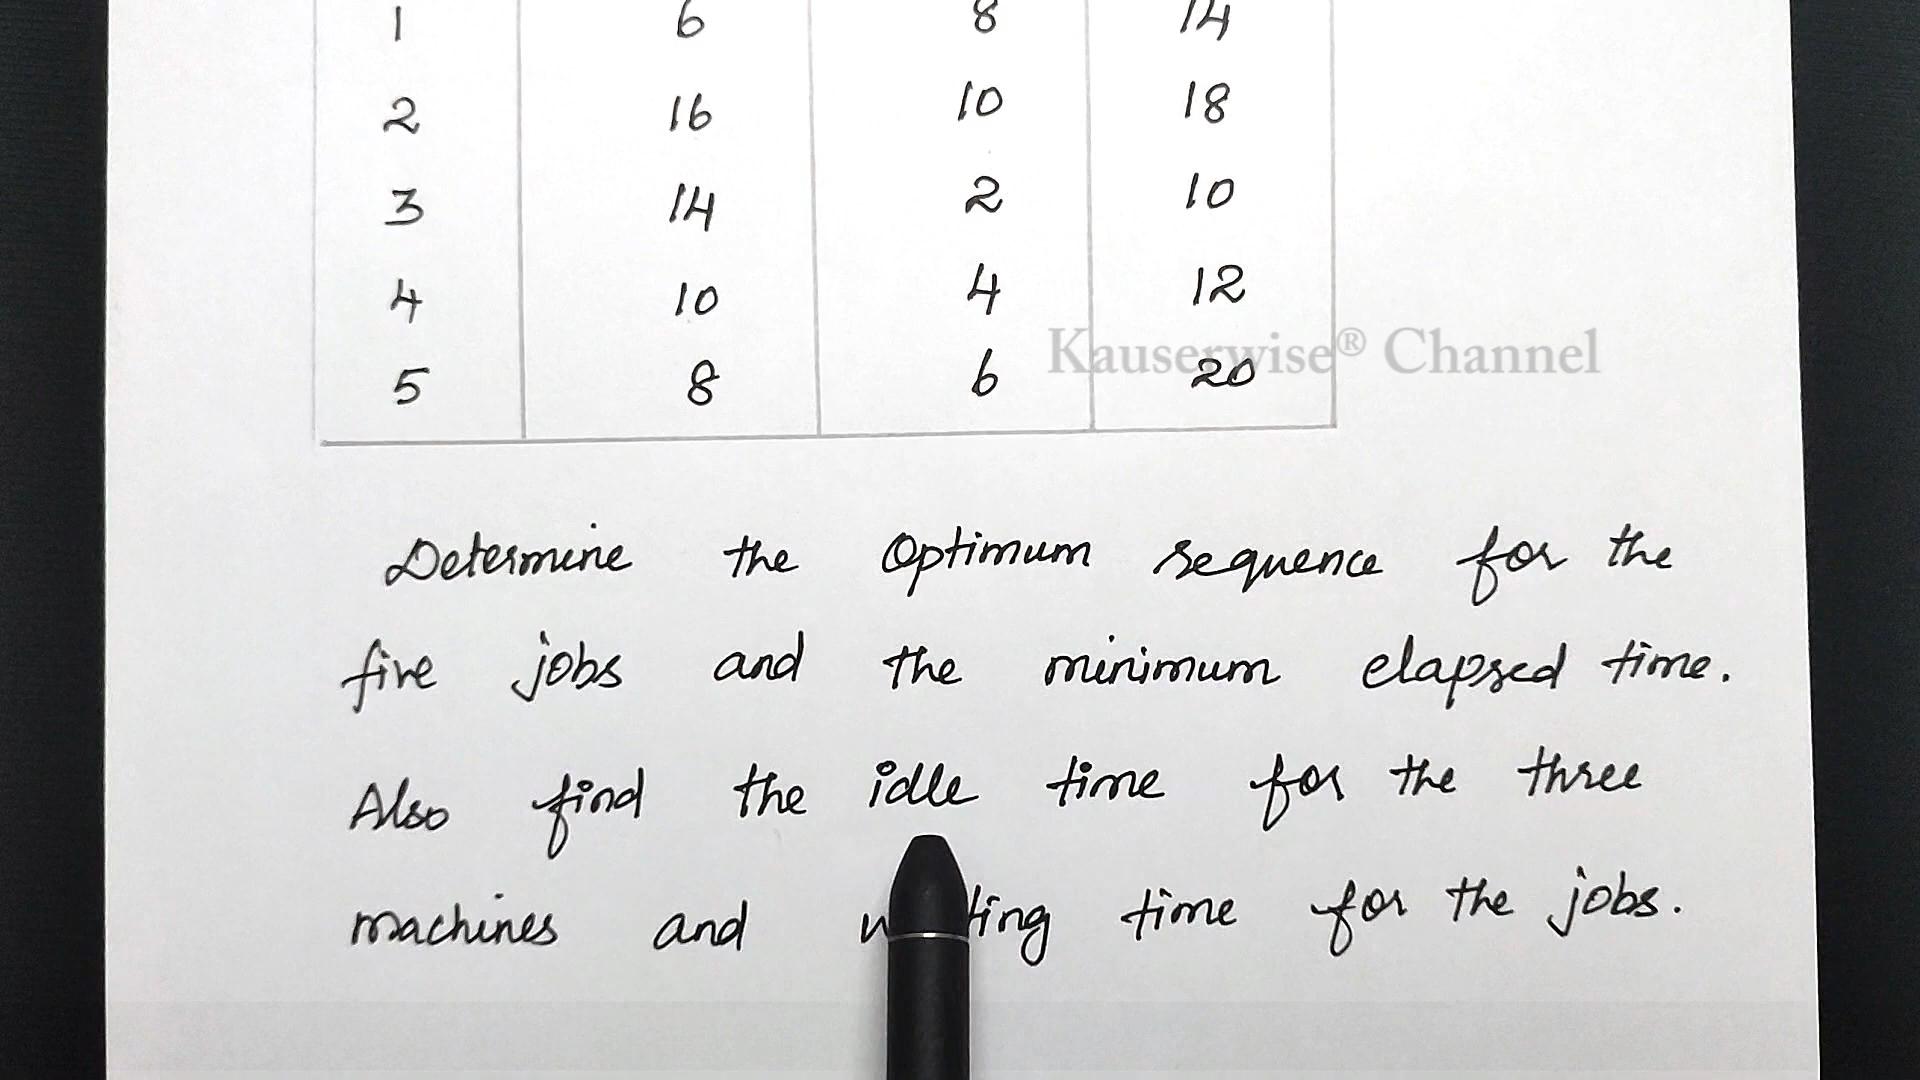 1 6 8 14
2 16 10 18
3 14 2 10
4 10 4 12
5 8 6 20
Kauserwise® Channel
Determine the Optimum sequence for the
five jobs and the minimum elapsed time.
Also find the idle time for the three
machines and time for the jobs.